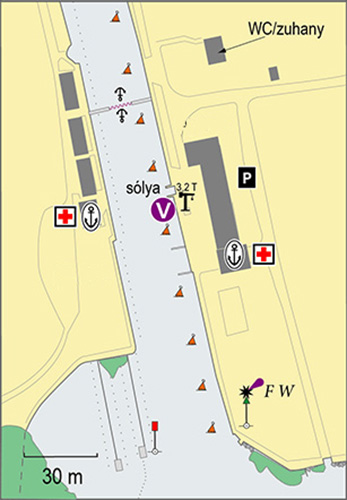 WC/zuhany
P
sólya
3,2 T
V
F W
30 m